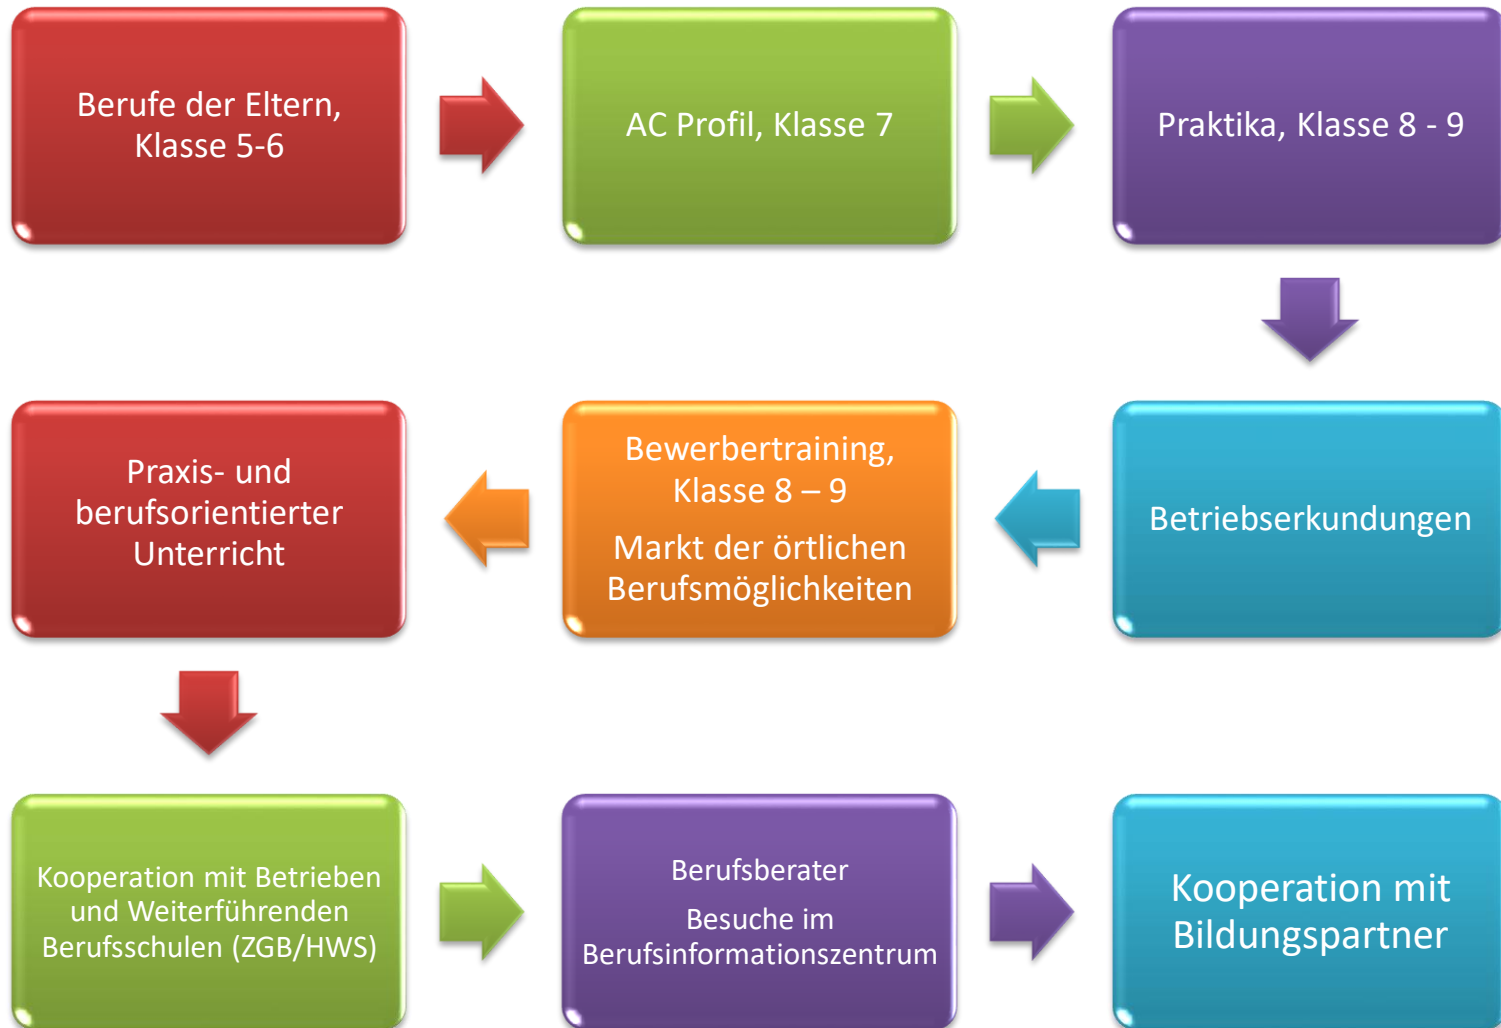 Berufe der Eltern,
Klasse 5-6
AC Profil, Klasse 7
Praktika, Klasse 8 - 9
Betriebserkundungen
Bewerbertraining,
Klasse 8 – 9
Markt der örtlichen
Berufsmöglichkeiten
Praxis- und
berufsorientierter
Unterricht
Kooperation mit Betrieben
und Weiterführenden
Berufsschulen (ZGB/HWS)
Berufsberater
Besuche im
Berufsinformationszentrum
Kooperation mit
Bildungspartner